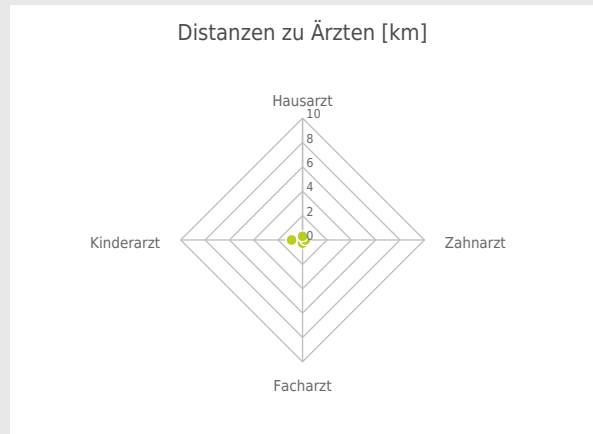 Distanzen zu Ärzten [km]
Hausarzt
10
8
6
4
2
0
Kinderarzt
Zahnarzt
Facharzt